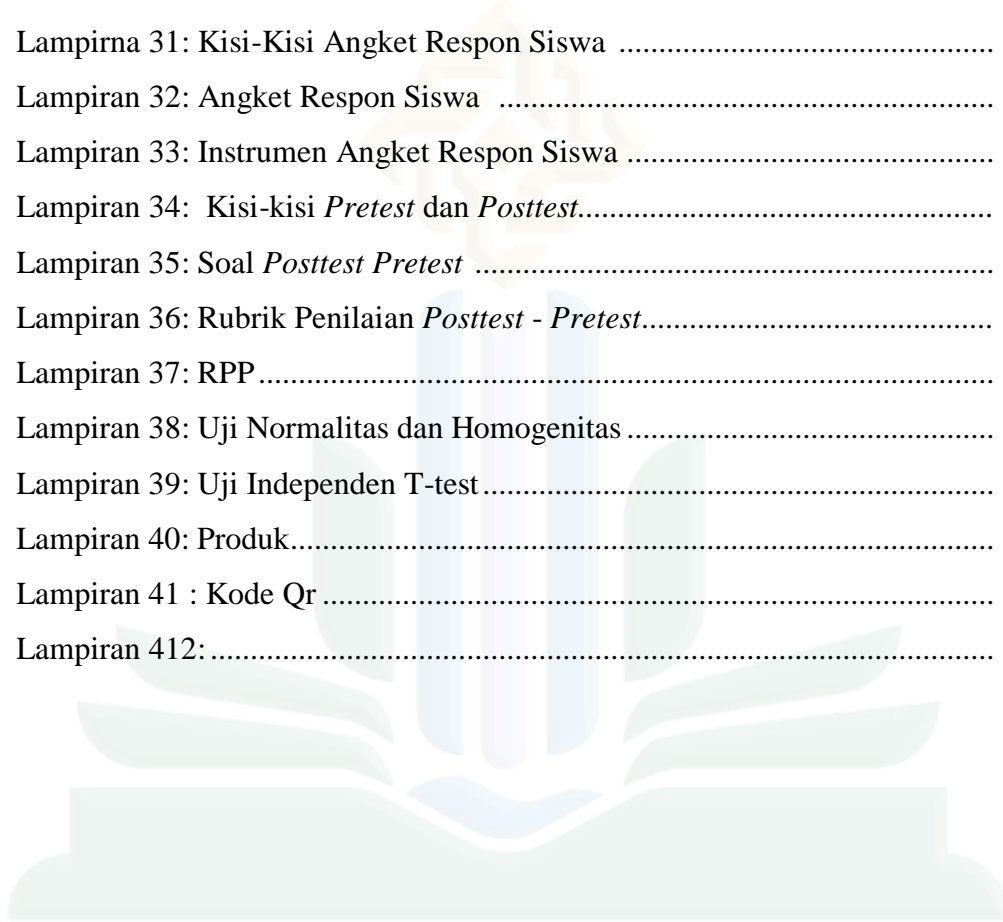 Lampirna 31: Kisi-Kisi Angket Respon Siswa .............................................
Lampiran 32: Angket Respon Siswa .............................................................
Lampiran 33: Instrumen Angket Respon Siswa .............................................
Lampiran 34: Kisi-kisi Pretest dan Posttest...................................................
Lampiran 35: Soal Posttest Pretest ................................................................
Lampiran 36: Rubrik Penilaian Posttest - Pretest...........................................
Lampiran 37: RPP...........................................................................................
Lampiran 38: Uji Normalitas dan Homogenitas.............................................
Lampiran 39: Uji Independen T-test...............................................................
Lampiran 40: Produk.......................................................................................
Lampiran 41 : Kode Qr...................................................................................
Lampiran 412:.................................................................................................